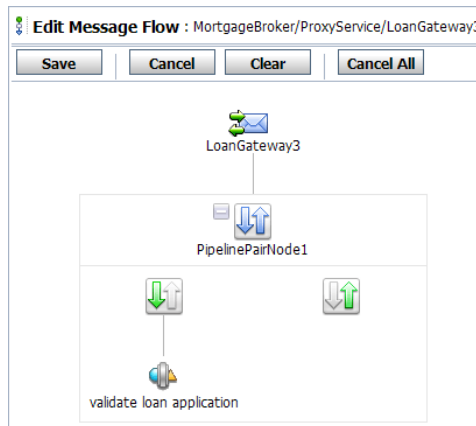 Edit Message Flow : MortgageBroker/ProxyService/LoanGateway3
Save Cancel Clear Cancel All
LoanGateway3
PipelinePairNode1
validate loan application